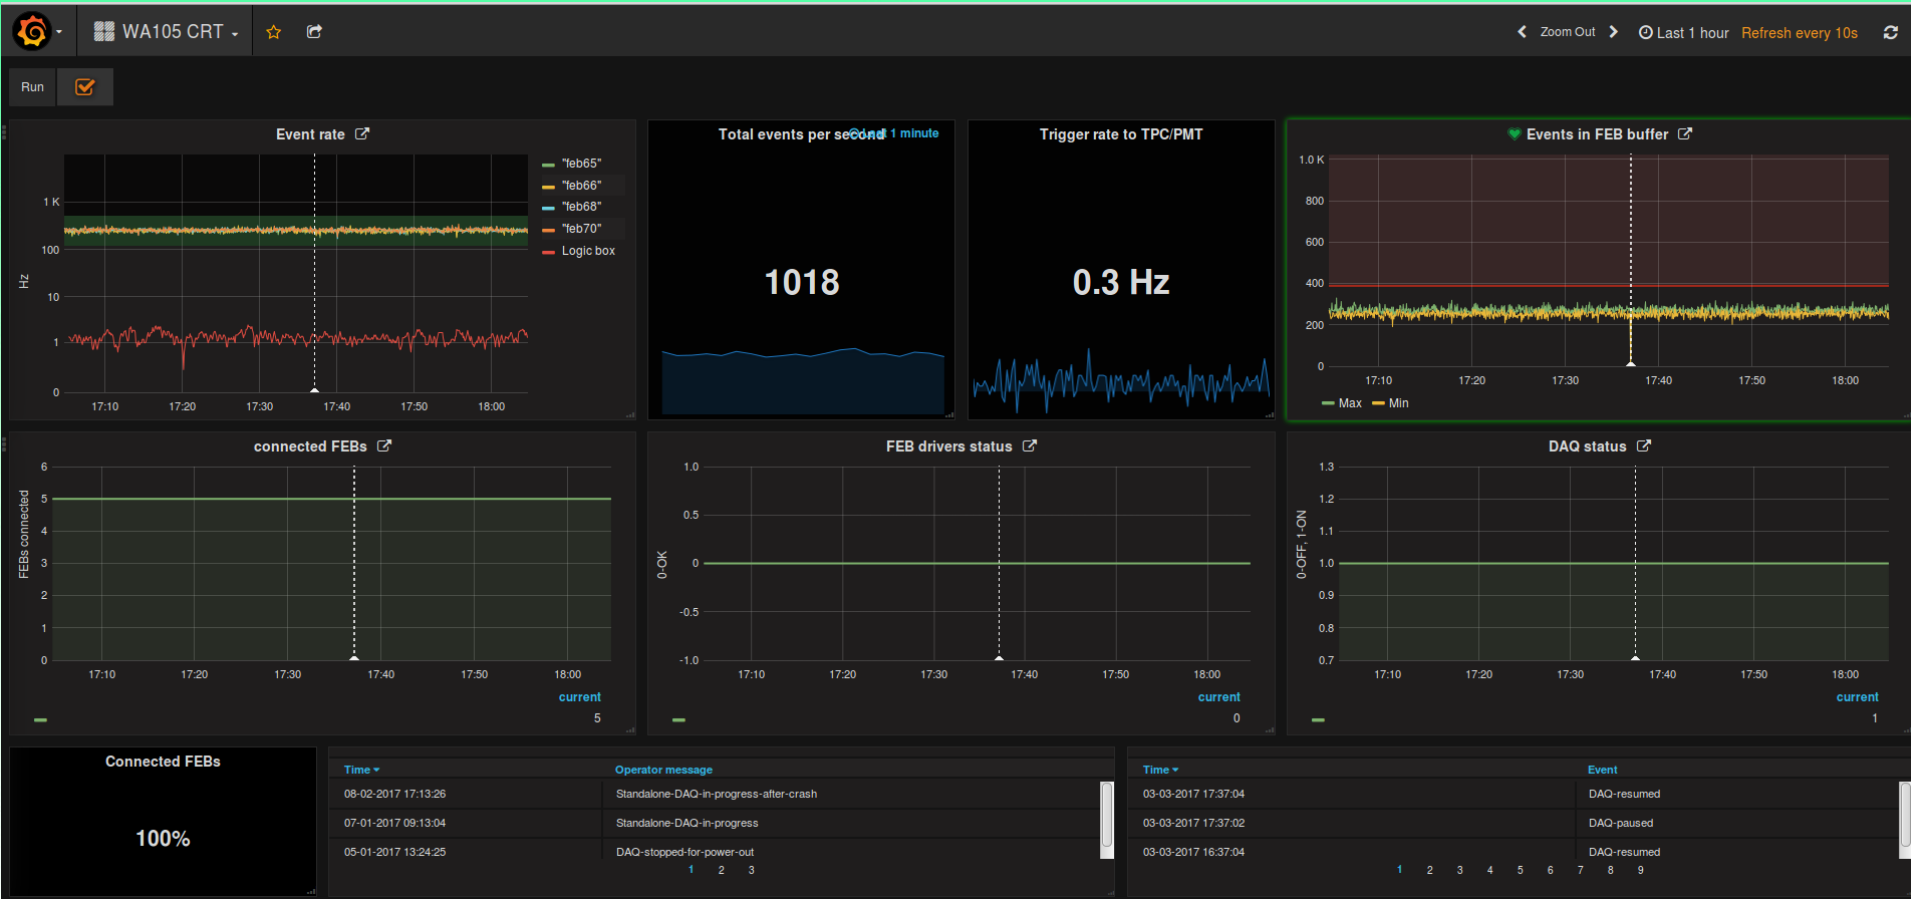 WA105 CRT
Zoom Out
Last 1 hour
Refresh every 10s
Run
Event rate
Hz
1 K
100
10
1
0
17:10 17:20 17:30 17:40 17:50 18:00
"feb65"
"feb66"
"feb68"
"feb70"
Logic box
Total events per second
Last 1 minute
1018
Trigger rate to TPC/PMT
0.3 Hz
Events in FEB buffer
1.0 K
800
600
400
200
0
17:10 17:20 17:30 17:40 17:50 18:00
Max Min
connected FEBs
FEBs connected
6
5
4
3
2
1
0
17:10 17:20 17:30 17:40 17:50 18:00
current
5
FEB drivers status
0-OK
1.0
0.5
0
-0.5
-1.0
17:10 17:20 17:30 17:40 17:50 18:00
current
0
DAQ status
0-OFF, 1-ON
1.3
1.2
1.1
1.0
0.9
0.8
0.7
17:10 17:20 17:30 17:40 17:50 18:00
current
1
Connected FEBs
100%
Time Operator message
08-02-2017 17:13:26 Standalone-DAQ-in-progress-after-crash
07-01-2017 09:13:04 Standalone-DAQ-in-progress
05-01-2017 13:24:25 DAQ-stopped-for-power-out
1 2 3
Time Event
03-03-2017 17:37:04 DAQ-resumed
03-03-2017 17:37:02 DAQ-paused
03-03-2017 16:37:04 DAQ-resumed
1 2 3 4 5 6 7 8 9